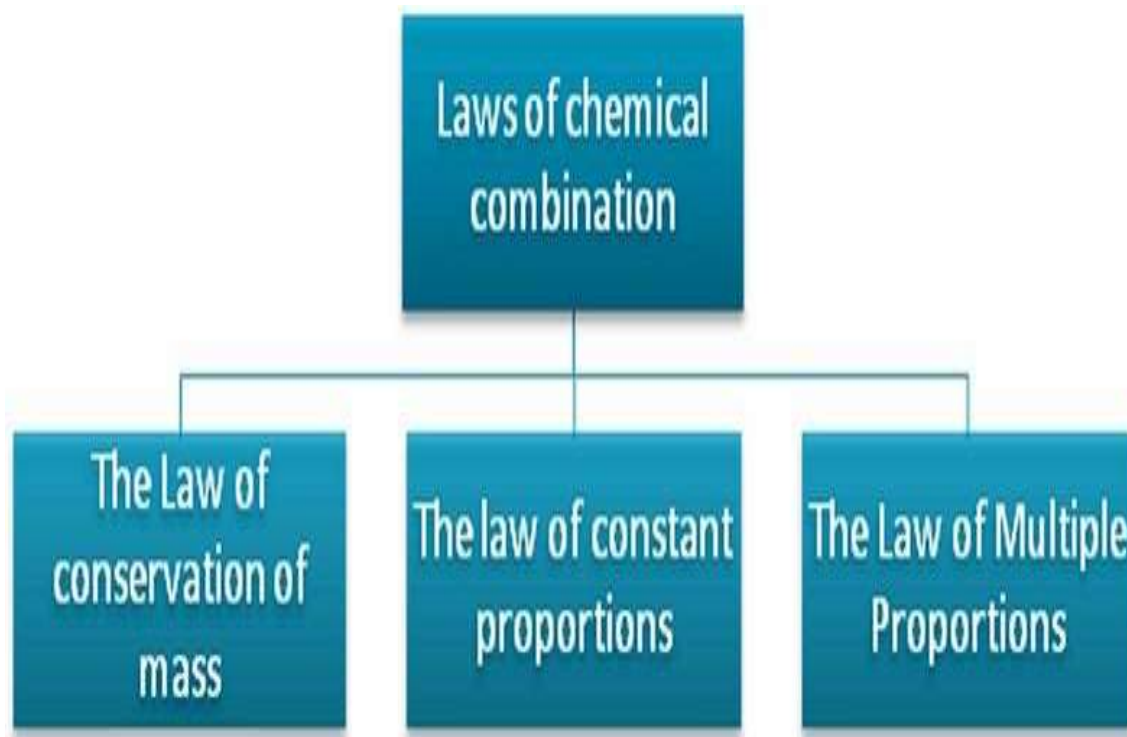 Laws of chemical
combination
The Law of
conservation of
mass
The law of constant
proportions
The Law of Multiple
Proportions